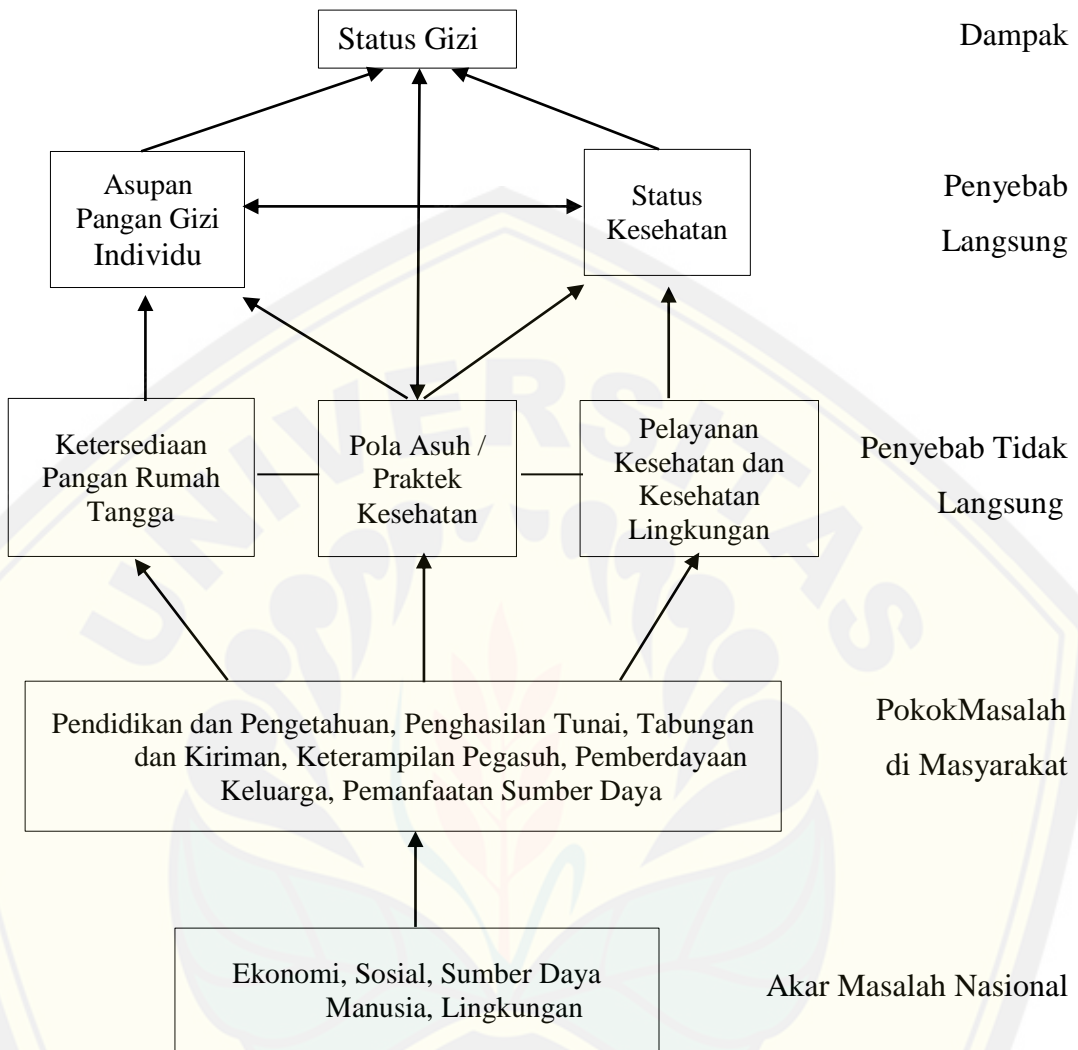 Status Gizi
Dampak
Asupan
Pangan Gizi
Individu
Status
Kesehatan
Penyebab
Langsung
Ketersediaan
Pangan Rumah
Tangga
Pola Asuh /
Praktek
Kesehatan
Pelayanan
Kesehatan dan
Kesehatan
Lingkungan
Penyebab Tidak
Langsung
Pendidikan dan Pengetahuan, Penghasilan Tunai, Tabungan
dan Kiriman, Keterampilan Pegasuh, Pemberdayaan
Keluarga, Pemanfaatan Sumber Daya
PokokMasalah
di Masyarakat
Ekonomi, Sosial, Sumber Daya
Manusia, Lingkungan
Akar Masalah Nasional
UNIVERSITAS